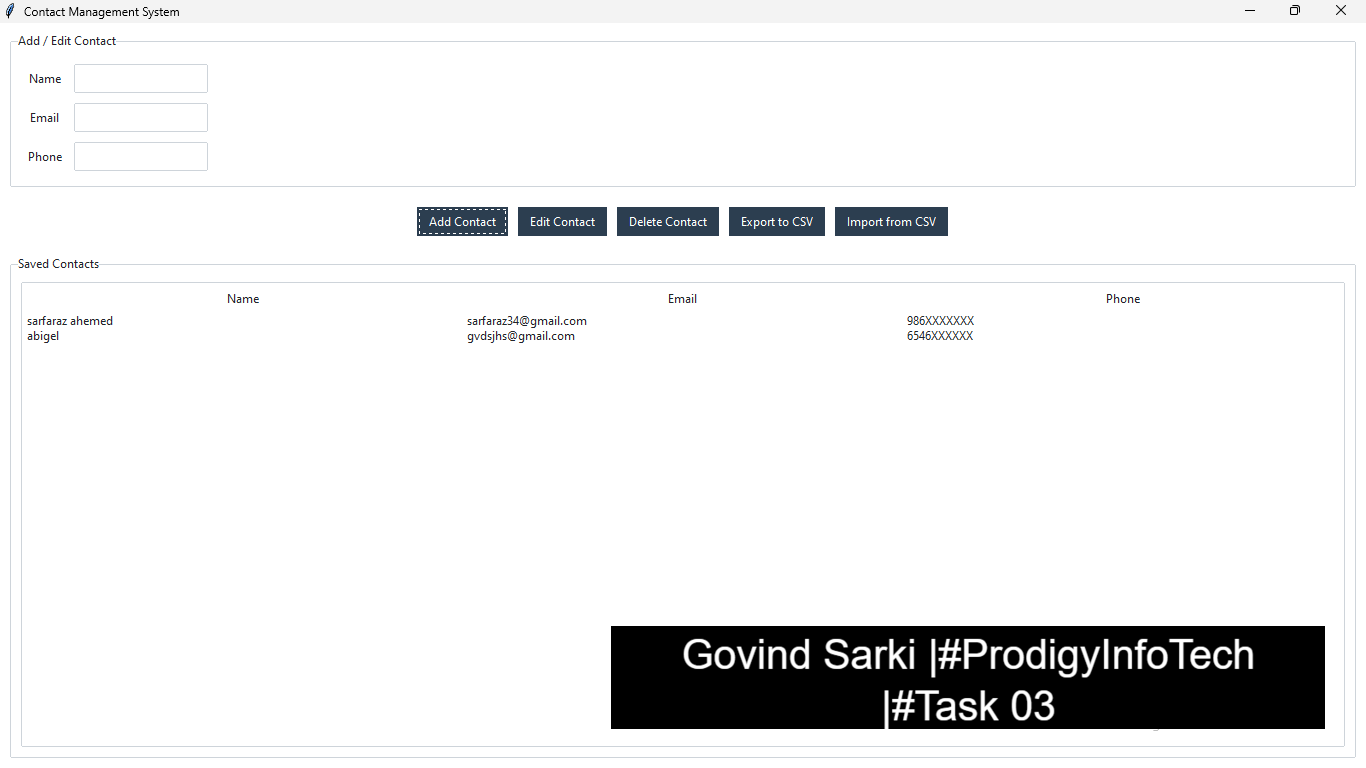 Contact Management System
Add / Edit Contact
Name
Email
Phone
Add Contact Edit Contact Delete Contact Export to CSV Import from CSV
Saved Contacts
Name Email Phone
sarfaraz ahemed sarfaraz34@gmail.com 986XXXXXXX
abigel gvdsjhs@gmail.com 6546XXXXXX
Govind Sarki |#ProdigyInfoTech
|#Task 03